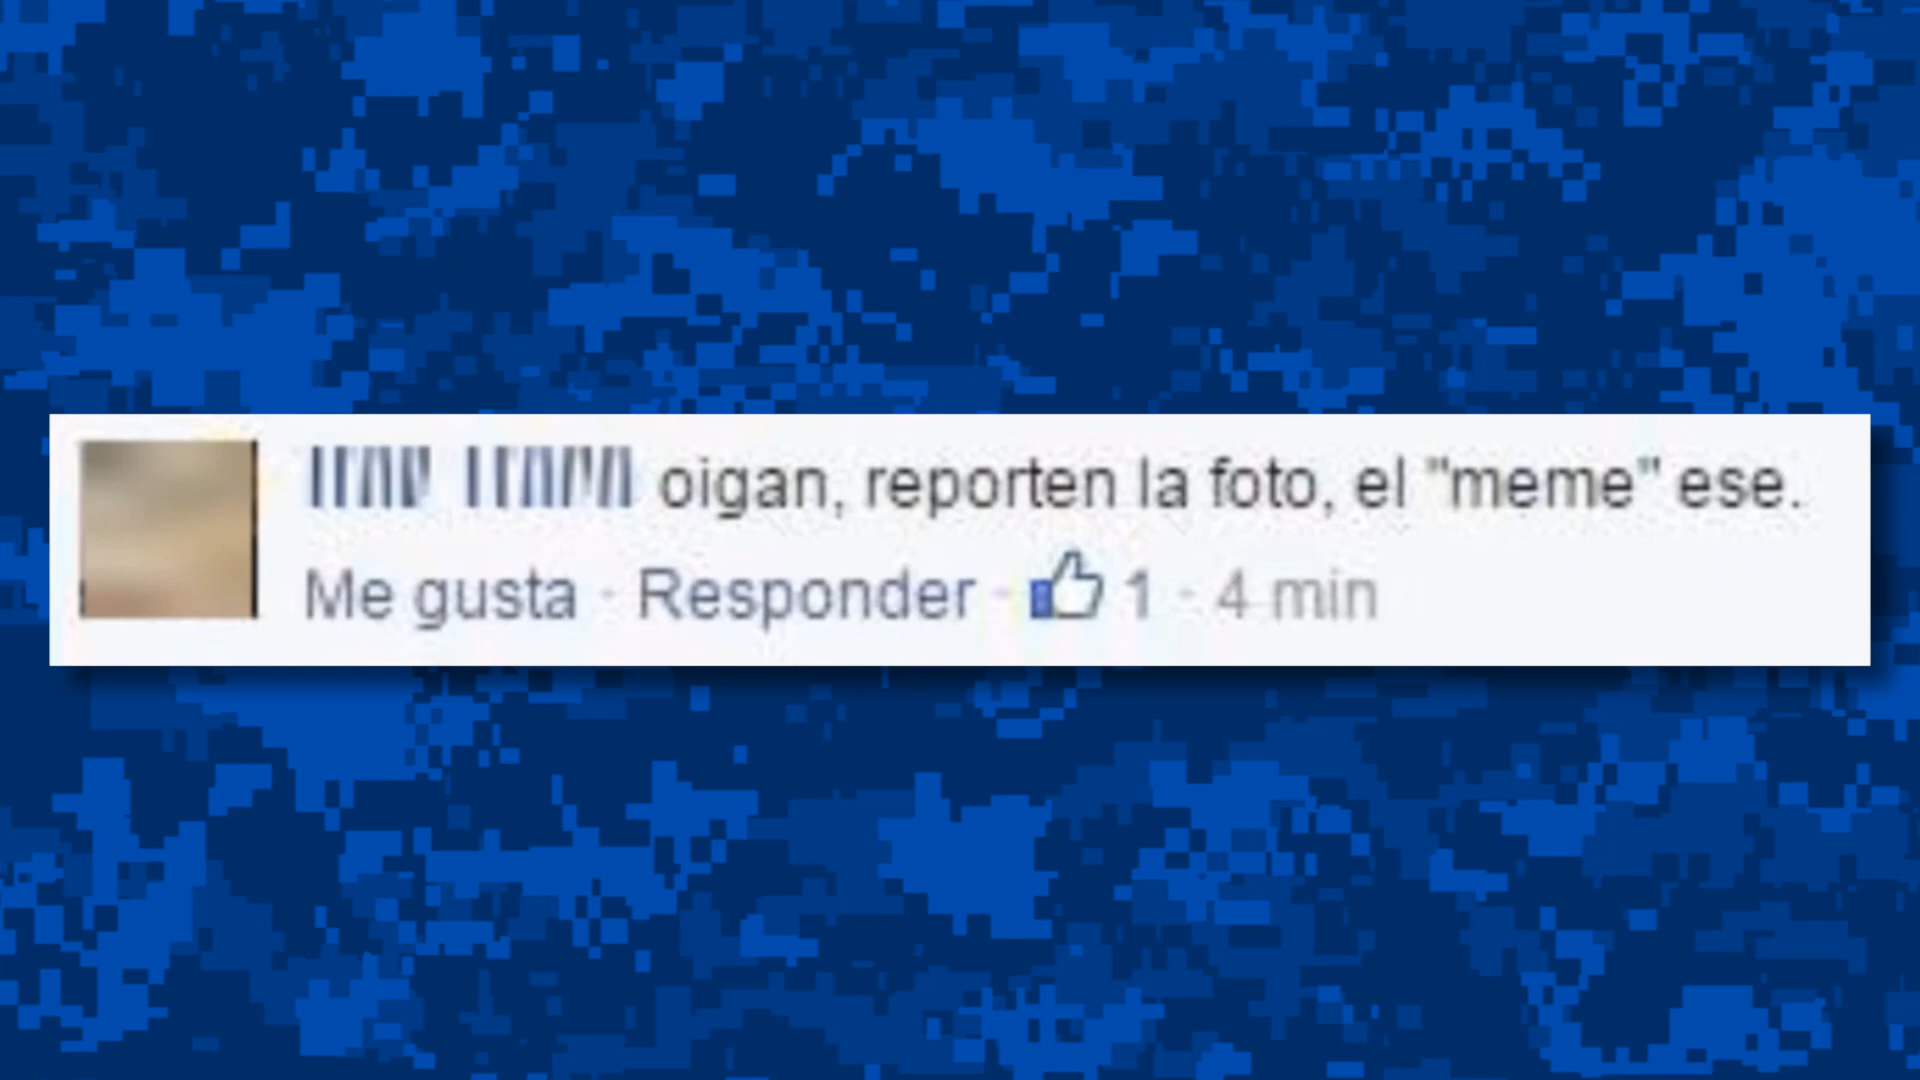 oigan, reporten la foto, el "meme" ese.
Me gusta · Responder · 1 · 4 min